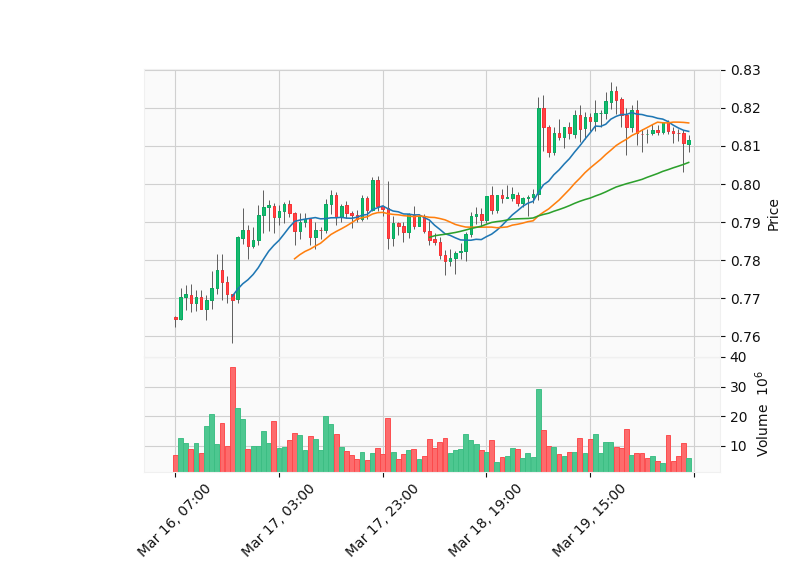 0.83
0.82
0.81
0.80
0.79
0.78
0.77
0.76
Price
40
30
20
10
Volume 10⁶
Mar 16, 07:00
Mar 17, 03:00
Mar 17, 23:00
Mar 18, 19:00
Mar 19, 15:00